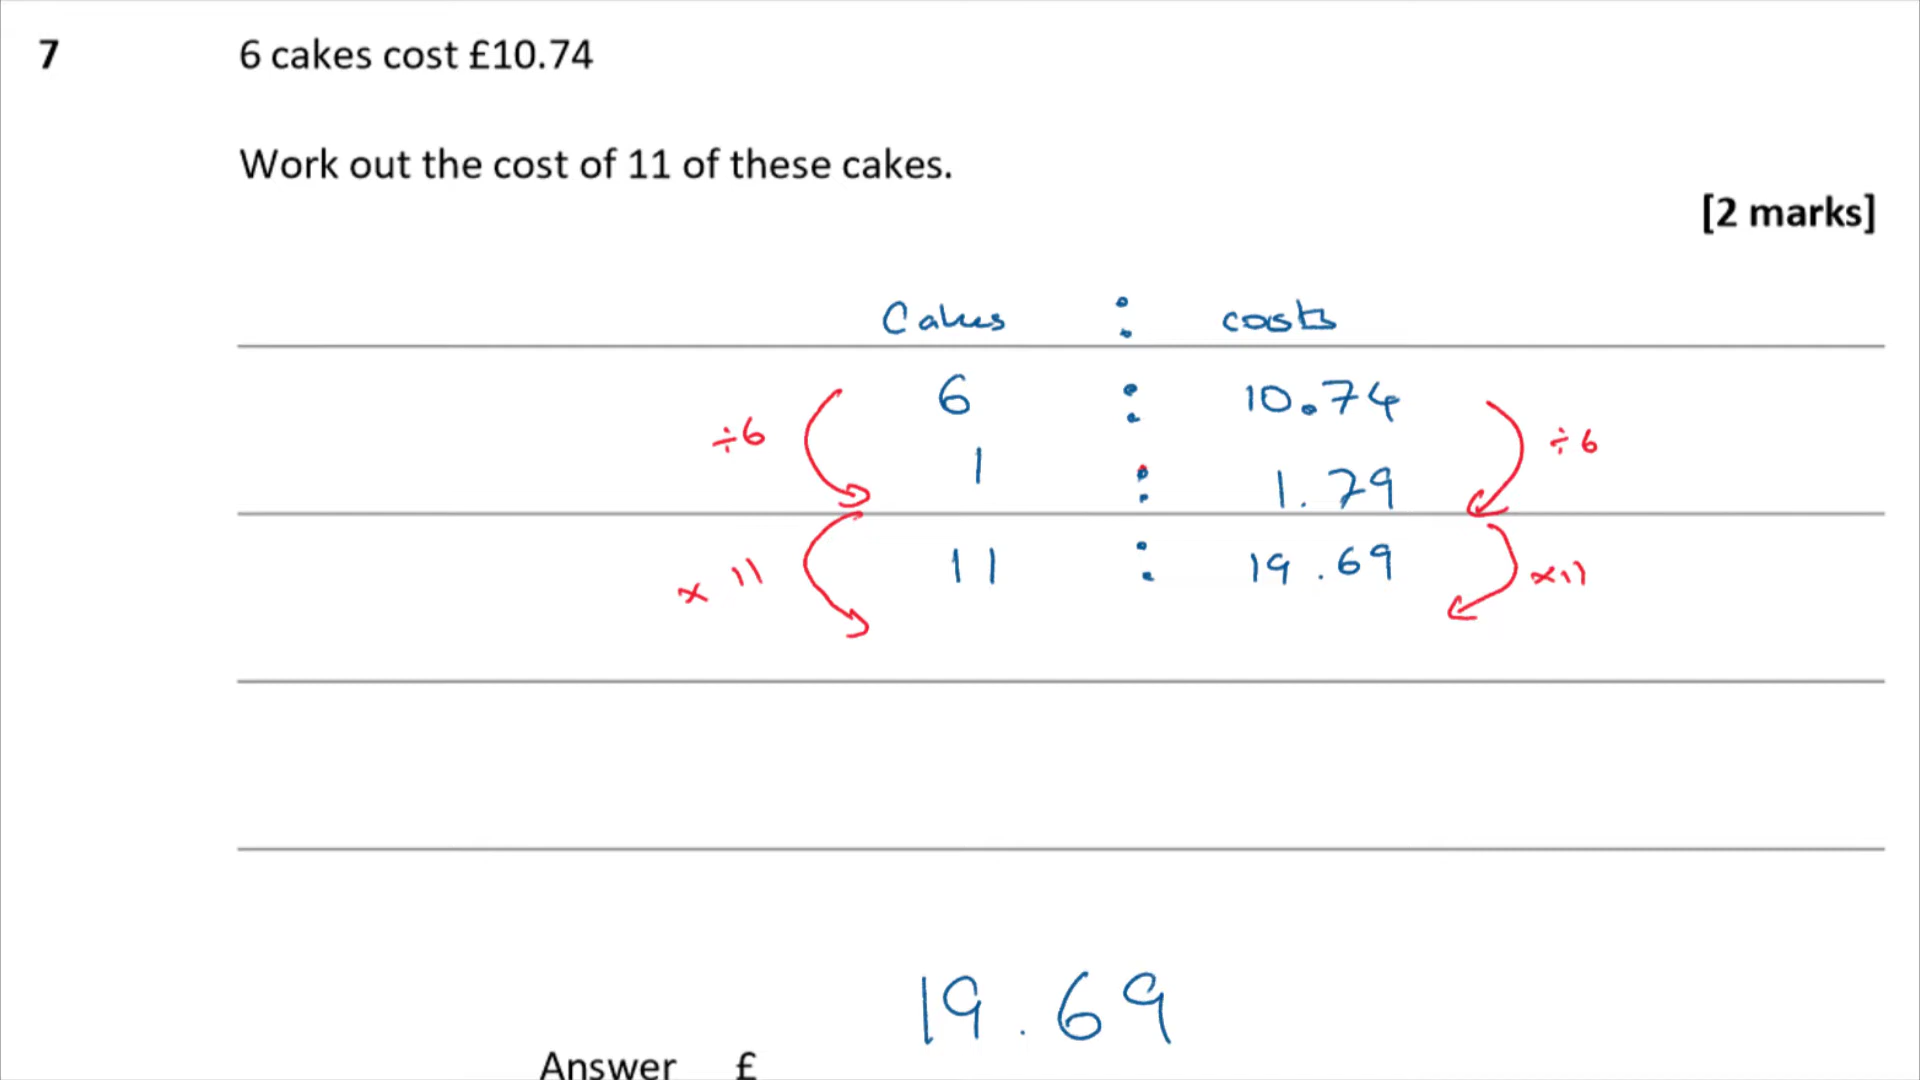 7 6 cakes cost £10.74
Work out the cost of 11 of these cakes.
[2 marks]
Cakes : costs
÷6 6 : 10.74 ÷6
1 : 1.79
× 11 11 : 19.69 ×11
19.69
Answer £